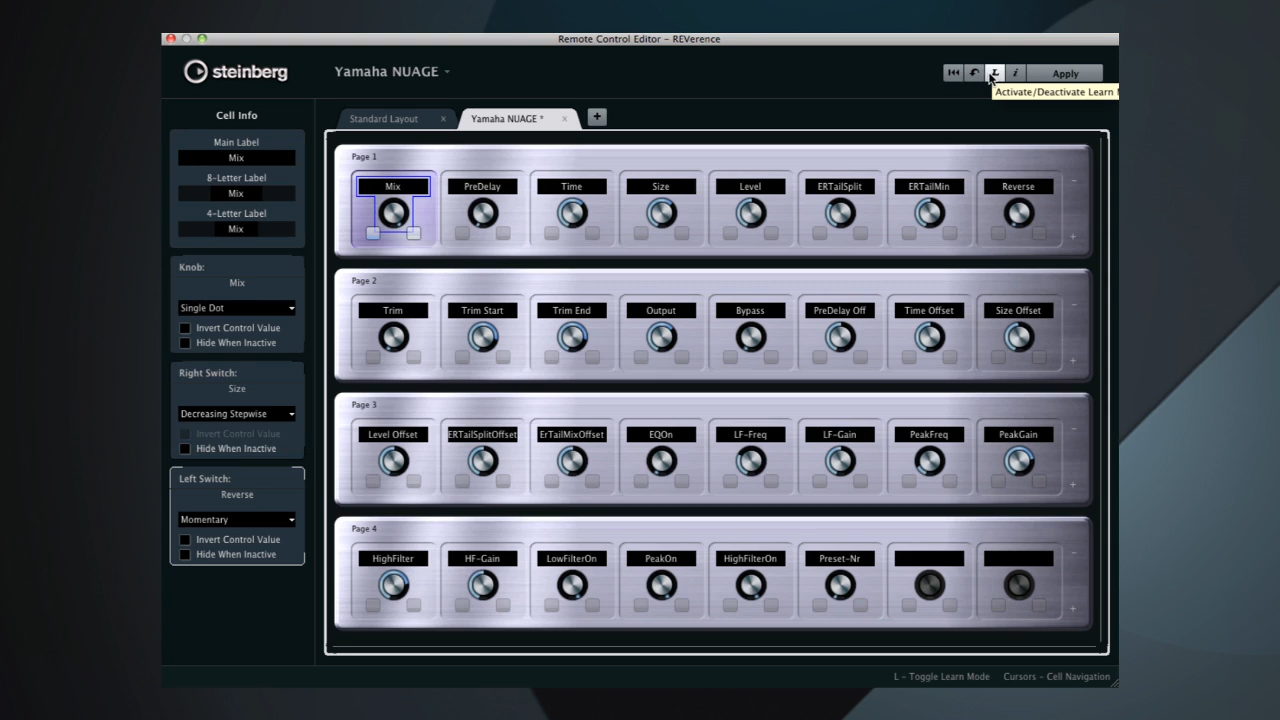 Remote Control Editor - REVerence
steinberg
Yamaha NUAGE
L i Apply
Activate/Deactivate Learn
Standard Layout x Yamaha NUAGE * x +
Cell Info
Main Label
Mix
8-Letter Label
Mix
4-Letter Label
Mix
Knob:
Mix
Single Dot
Invert Control Value
Hide When Inactive
Right Switch:
Size
Decreasing Stepwise
Invert Control Value
Hide When Inactive
Left Switch:
Reverse
Momentary
Invert Control Value
Hide When Inactive
Page 1
Mix PreDelay Time Size Level ERTailSplit ERTailMin Reverse
Page 2
Trim Trim Start Trim End Output Bypass PreDelay Off Time Offset Size Offset
Page 3
Level Offset ERTailSplitOffset ErTailMixOffset EQOn LF-Freq LF-Gain PeakFreq PeakGain
Page 4
HighFilter HF-Gain LowFilterOn PeakOn HighFilterOn Preset-Nr
L - Toggle Learn Mode Cursors - Cell Navigation